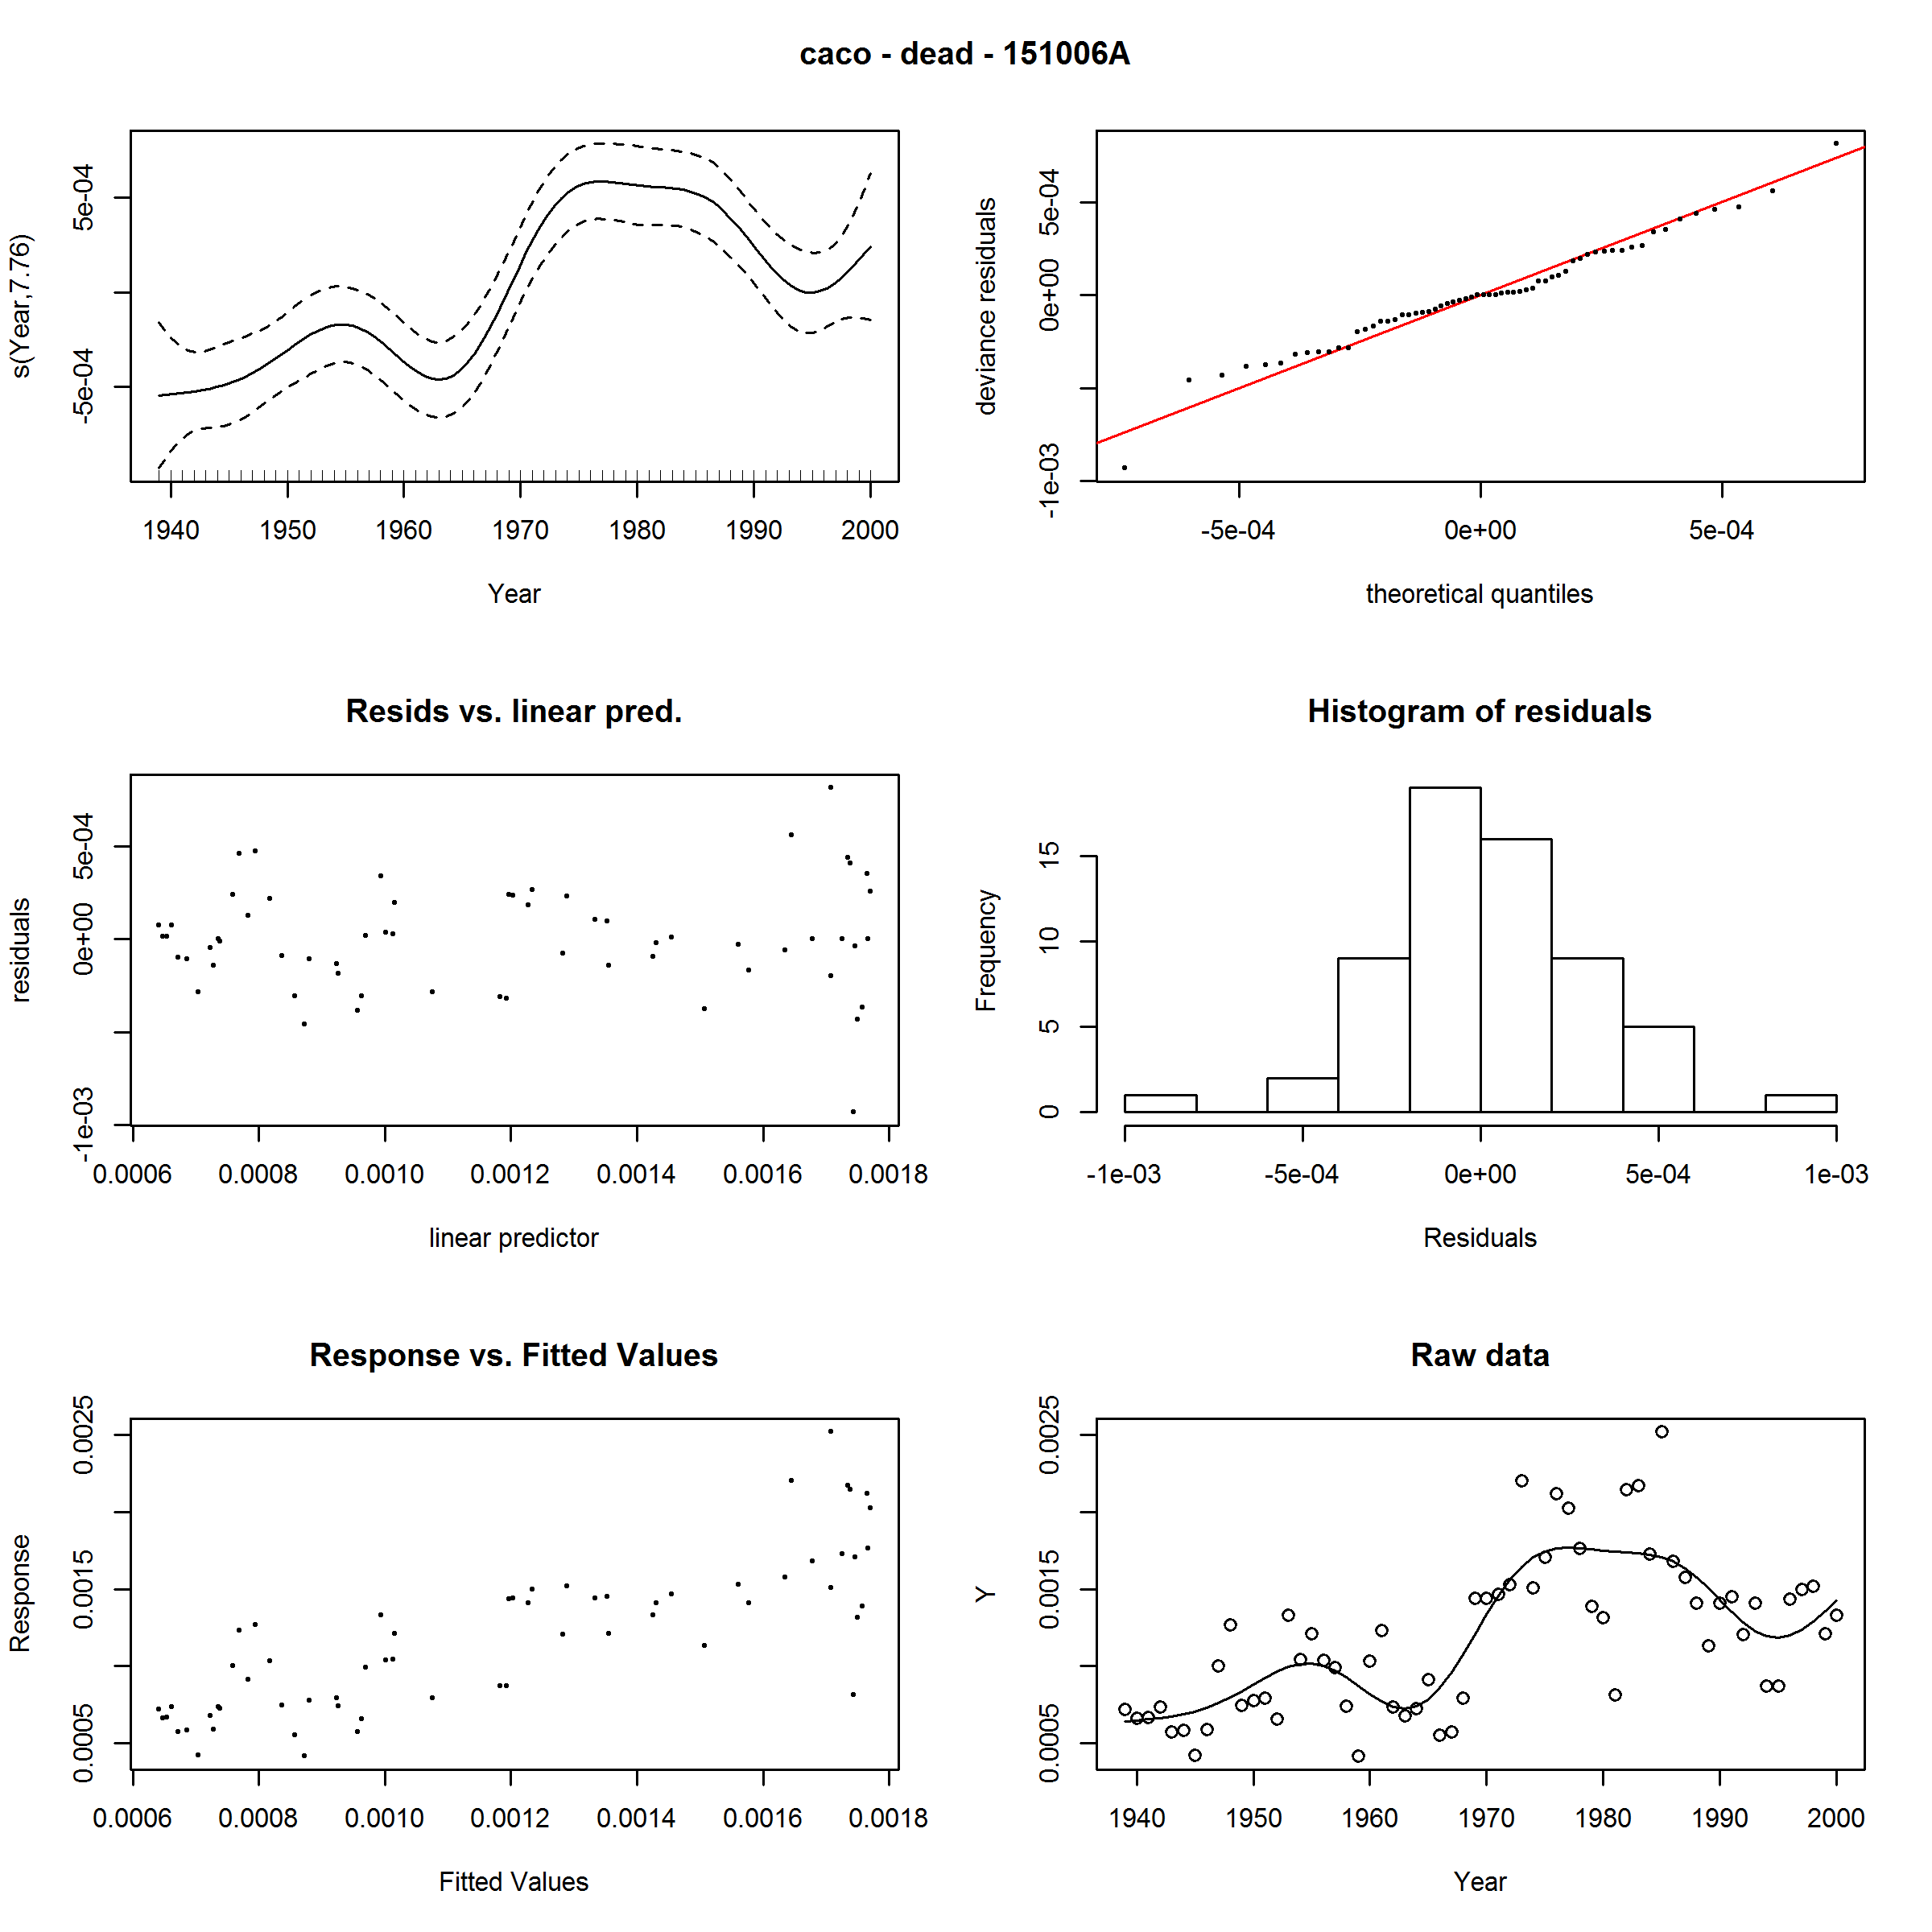 caco - dead - 151006A
s(Year,7.76)
-5e-04 5e-04
1940 1950 1960 1970 1980 1990 2000
Year
deviance residuals
-1e-03 0e+00 5e-04
-5e-04 0e+00 5e-04
theoretical quantiles
Resids vs. linear pred.
residuals
-1e-03 0e+00 5e-04
0.0006 0.0008 0.0010 0.0012 0.0014 0.0016 0.0018
linear predictor
Histogram of residuals
Frequency
0 5 10 15
-1e-03 -5e-04 0e+00 5e-04 1e-03
Residuals
Response vs. Fitted Values
Response
0.0005 0.0015 0.0025
0.0006 0.0008 0.0010 0.0012 0.0014 0.0016 0.0018
Fitted Values
Raw data
Y
0.0005 0.0015 0.0025
1940 1950 1960 1970 1980 1990 2000
Year